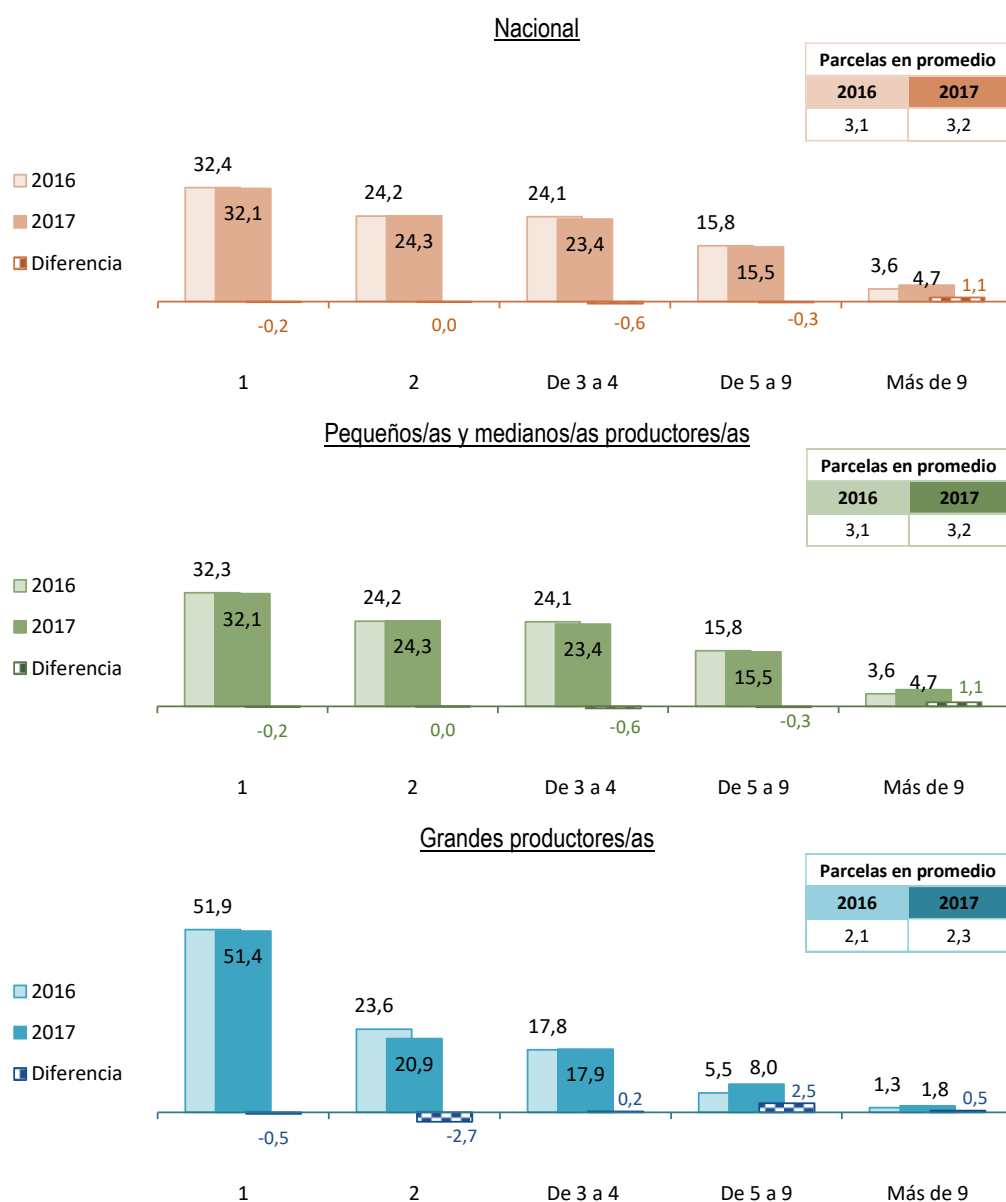 Nacional
Parcelas en promedio
2016 2017
3,1 3,2
2016
2017
Diferencia
32,4 24,2 24,1 15,8 3,6
32,1 24,3 23,4 15,5 4,7 1,1
-0,2 0,0 -0,6 -0,3
1 2 De 3 a 4 De 5 a 9 Más de 9
Pequeños/as y medianos/as productores/as
Parcelas en promedio
2016 2017
3,1 3,2
2016
2017
Diferencia
32,3 24,2 24,1 15,8 3,6
32,1 24,3 23,4 15,5 4,7 1,1
-0,2 0,0 -0,6 -0,3
1 2 De 3 a 4 De 5 a 9 Más de 9
Grandes productores/as
Parcelas en promedio
2016 2017
2,1 2,3
2016
2017
Diferencia
51,9 23,6 17,8 5,5 8,0 1,3 1,8
51,4 20,9 17,9 0,2 2,5 0,5
-0,5 -2,7
1 2 De 3 a 4 De 5 a 9 Más de 9